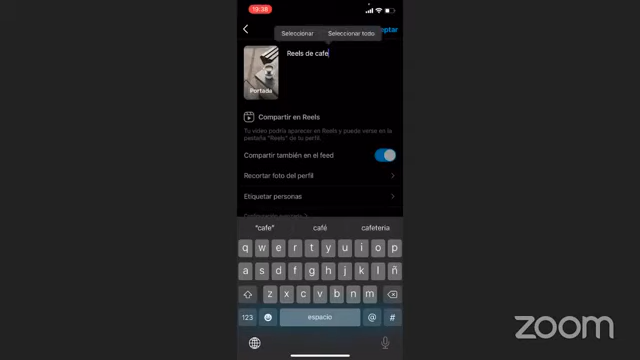 19:38
Seleccionar Seleccionar todo ptar
Reels de cafe
Portada
Compartir en Reels
Tu video podría aparecer en Reels y puede verse en la
pestaña "Reels" de tu perfil.
Compartir también en el feed
Recortar foto del perfil
Etiquetar personas
"cafe" café cafetería
q w e r t y u i o p
a s d f g h j k l ñ
z x c v b n m
123 espacio @ #
zoom